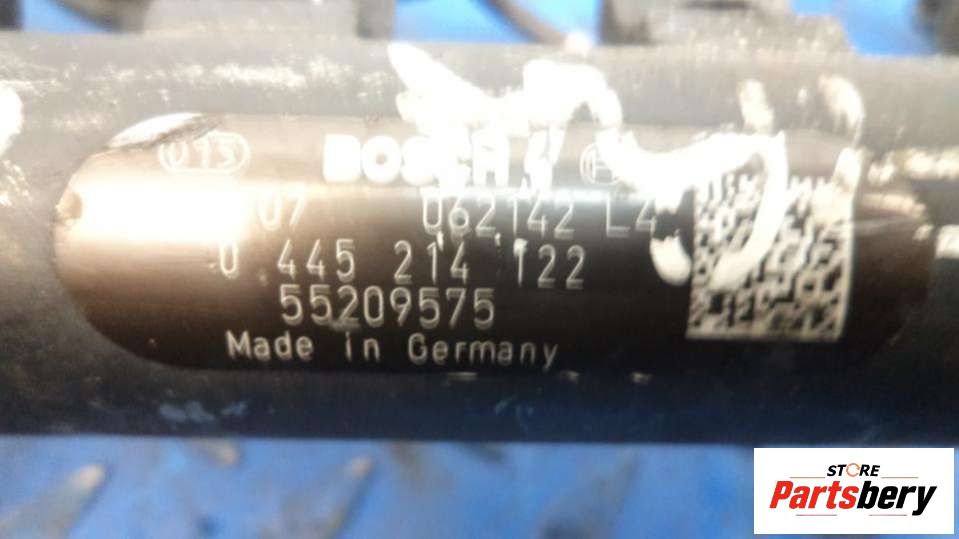 015 BOSCH
07 062142 L4
0 445 214 122
55209575
Made in Germany
STORE
Partsbery